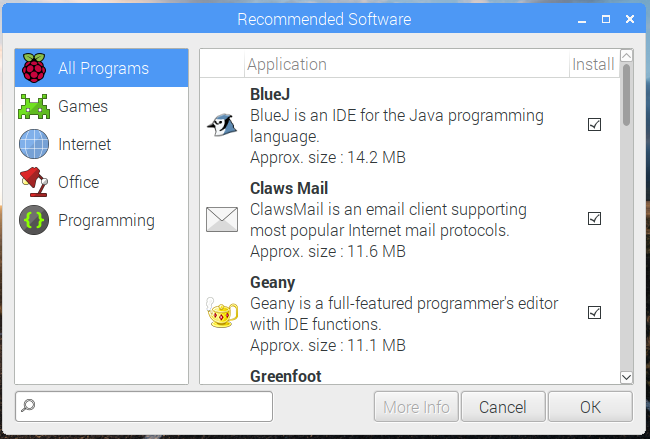 Recommended Software
All Programs
Games
Internet
Office
Programming
Application Install
BlueJ
BlueJ is an IDE for the Java programming
language.
Approx. size : 14.2 MB
Claws Mail
ClawsMail is an email client supporting
most popular Internet mail protocols.
Approx. size : 11.6 MB
Geany
Geany is a full-featured programmer's editor
with IDE functions.
Approx. size : 11.1 MB
Greenfoot
More Info Cancel OK